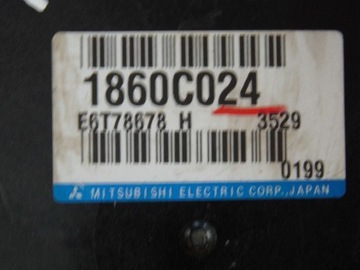 1860C024
E6T78678 H 3529
0199
MITSUBISHI ELECTRIC CORP., JAPAN